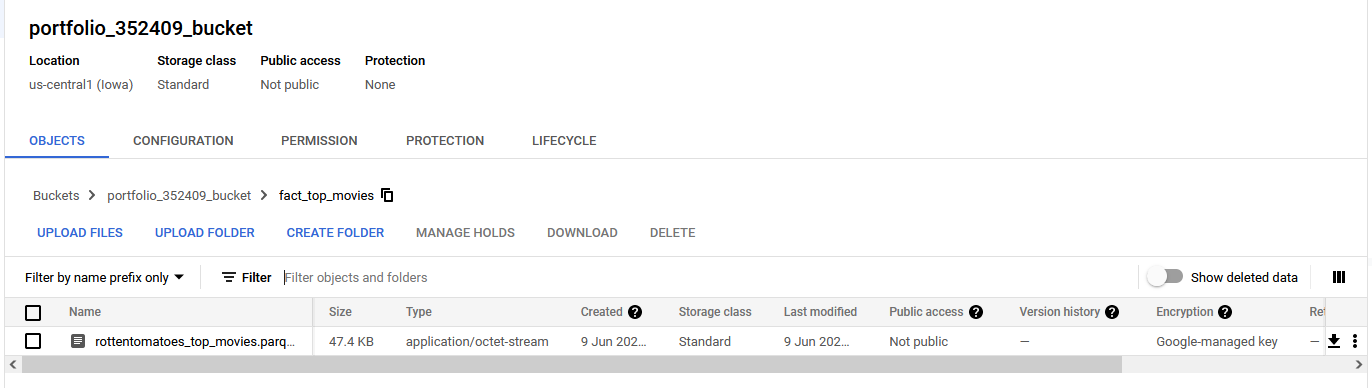 portfolio_352409_bucket
Location Storage class Public access Protection
us-central1 (Iowa) Standard Not public None
OBJECTS CONFIGURATION PERMISSION PROTECTION LIFECYCLE
Buckets > portfolio_352409_bucket > fact_top_movies
UPLOAD FILES UPLOAD FOLDER CREATE FOLDER MANAGE HOLDS DOWNLOAD DELETE
Filter by name prefix only Filter Filter objects and folders Show deleted data
Name Size Type Created Storage class Last modified Public access Version history Encryption Ret
rottentomatoes_top_movies.parq... 47.4 KB application/octet-stream 9 Jun 202... Standard 9 Jun 202... Not public — Google-managed key —